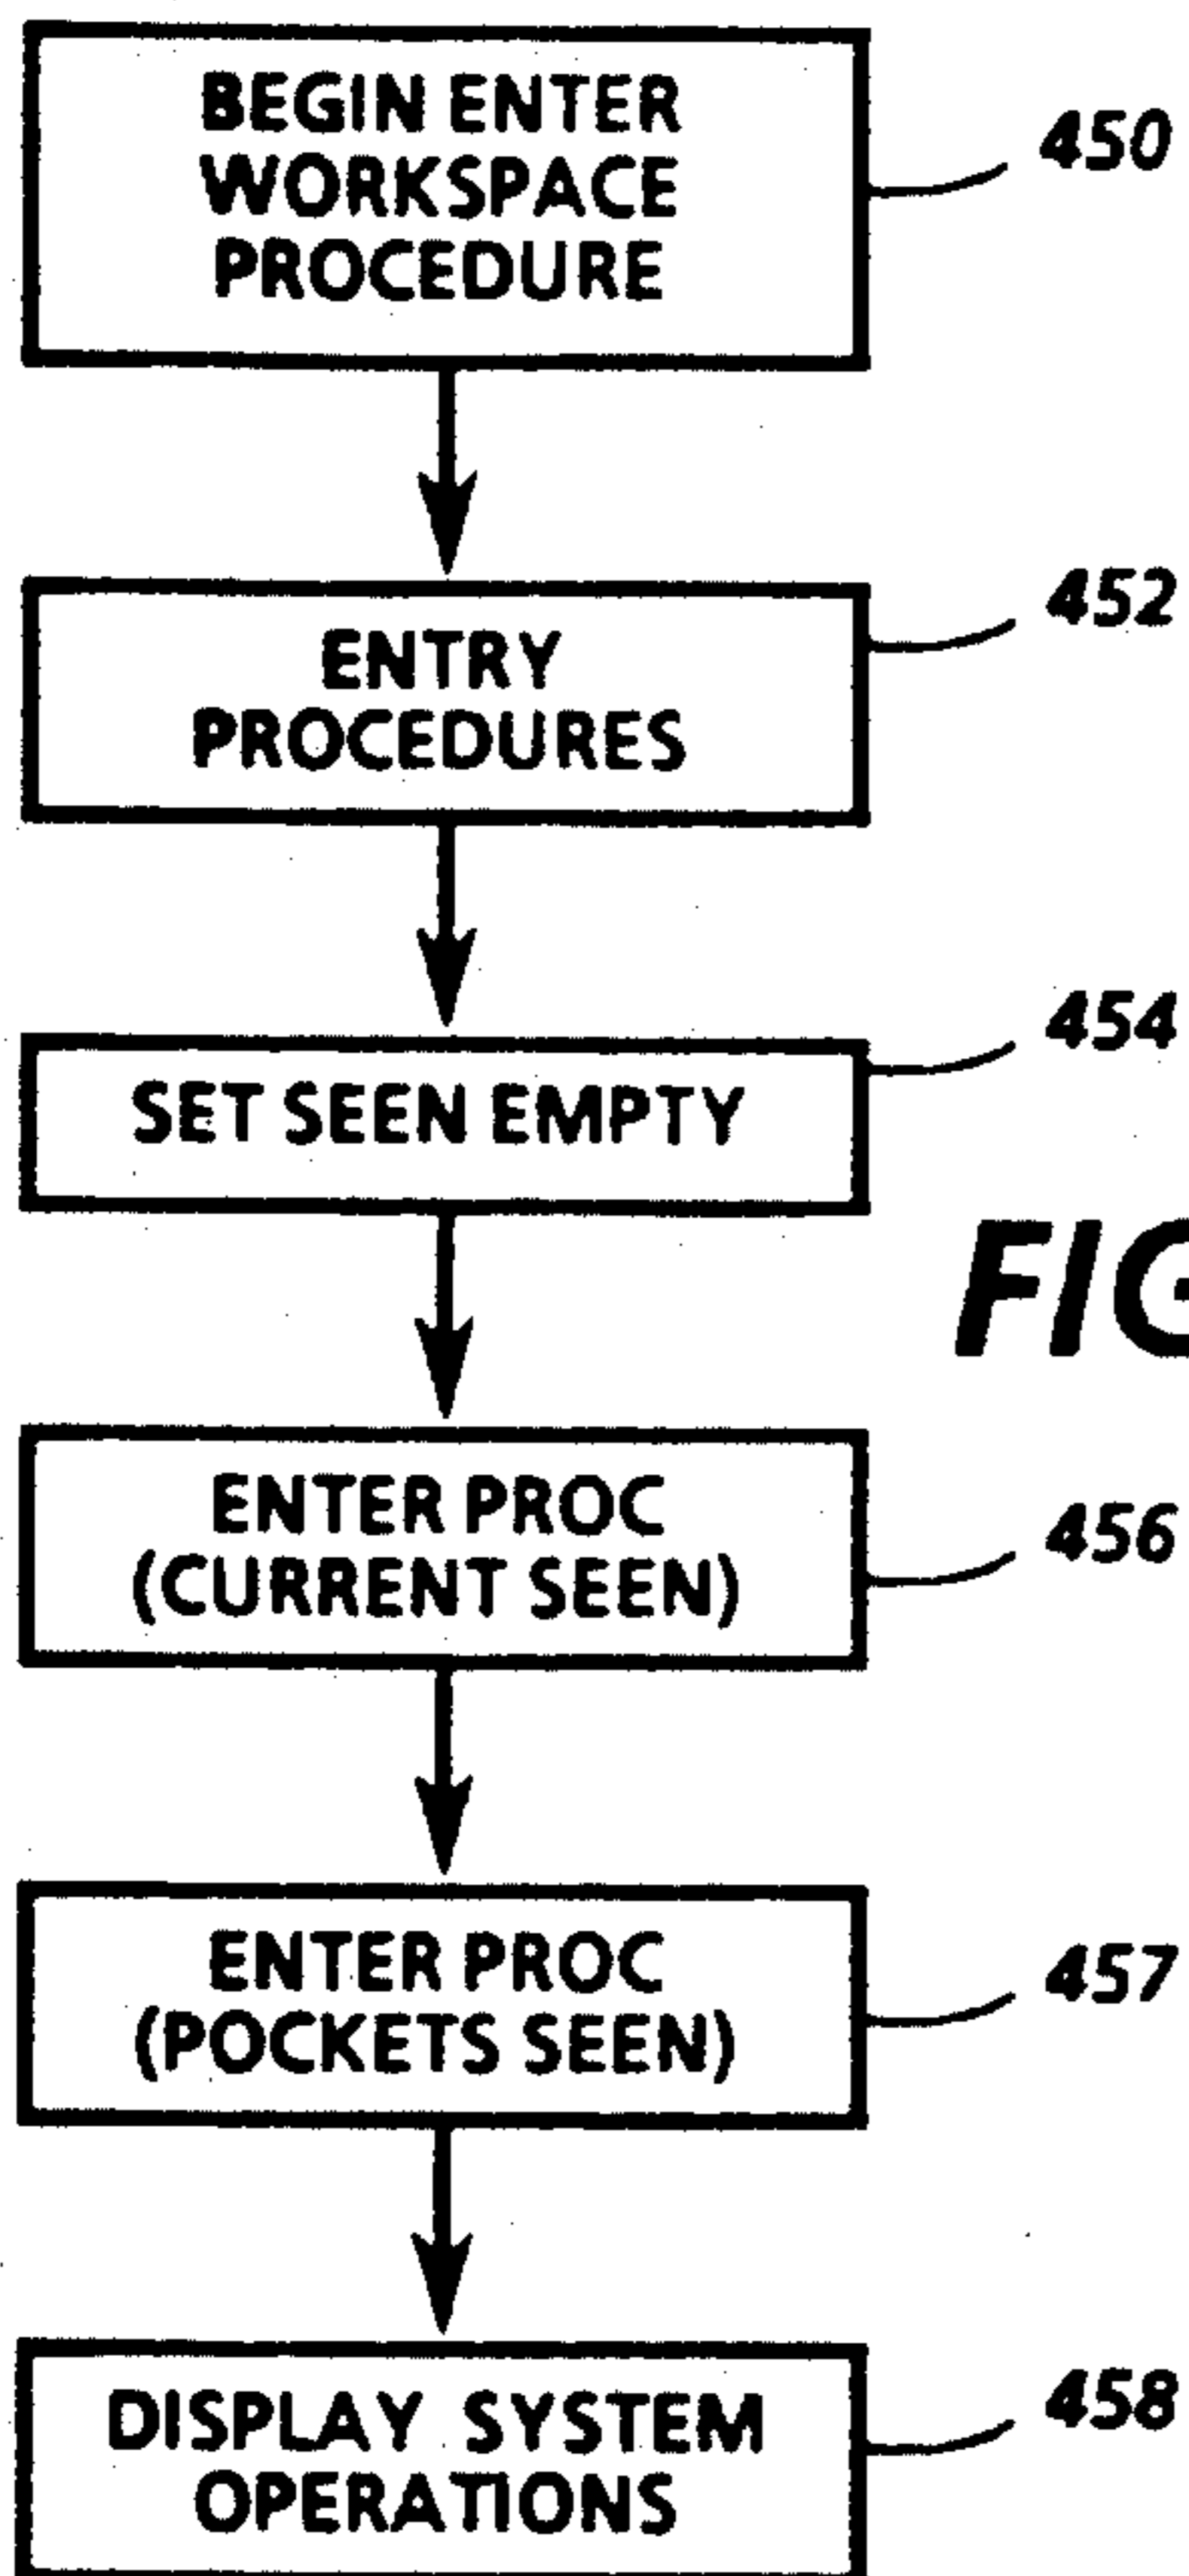 BEGIN ENTER
WORKSPACE
PROCEDURE
450
ENTRY
PROCEDURES
452
SET SEEN EMPTY
454
FIG
ENTER PROC
(CURRENT SEEN)
456
ENTER PROC
(POCKETS SEEN)
457
DISPLAY SYSTEM
OPERATIONS
458